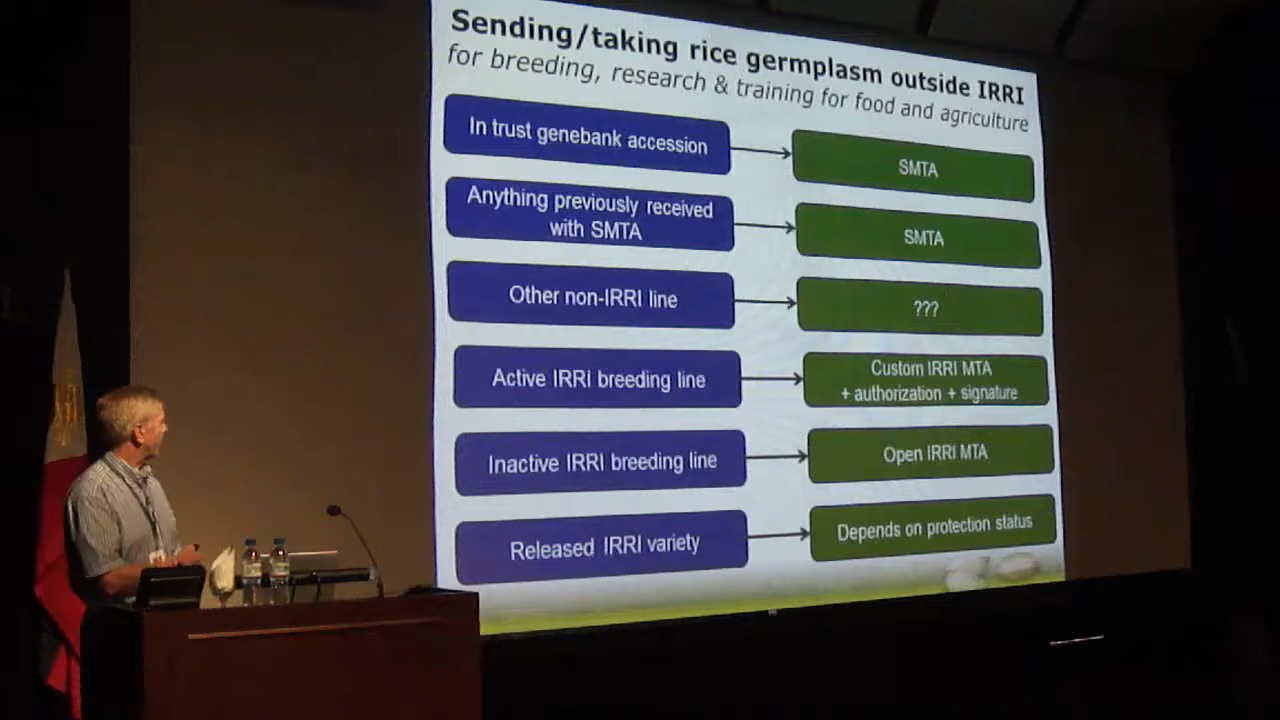 Sending/taking rice germplasm outside IRRI
for breeding, research & training for food and agriculture
In trust genebank accession
SMTA
Anything previously received
with SMTA
SMTA
Other non-IRRI line
???
Active IRRI breeding line
Custom IRRI MTA
+ authorization + signature
Inactive IRRI breeding line
Open IRRI MTA
Released IRRI variety
Depends on protection status